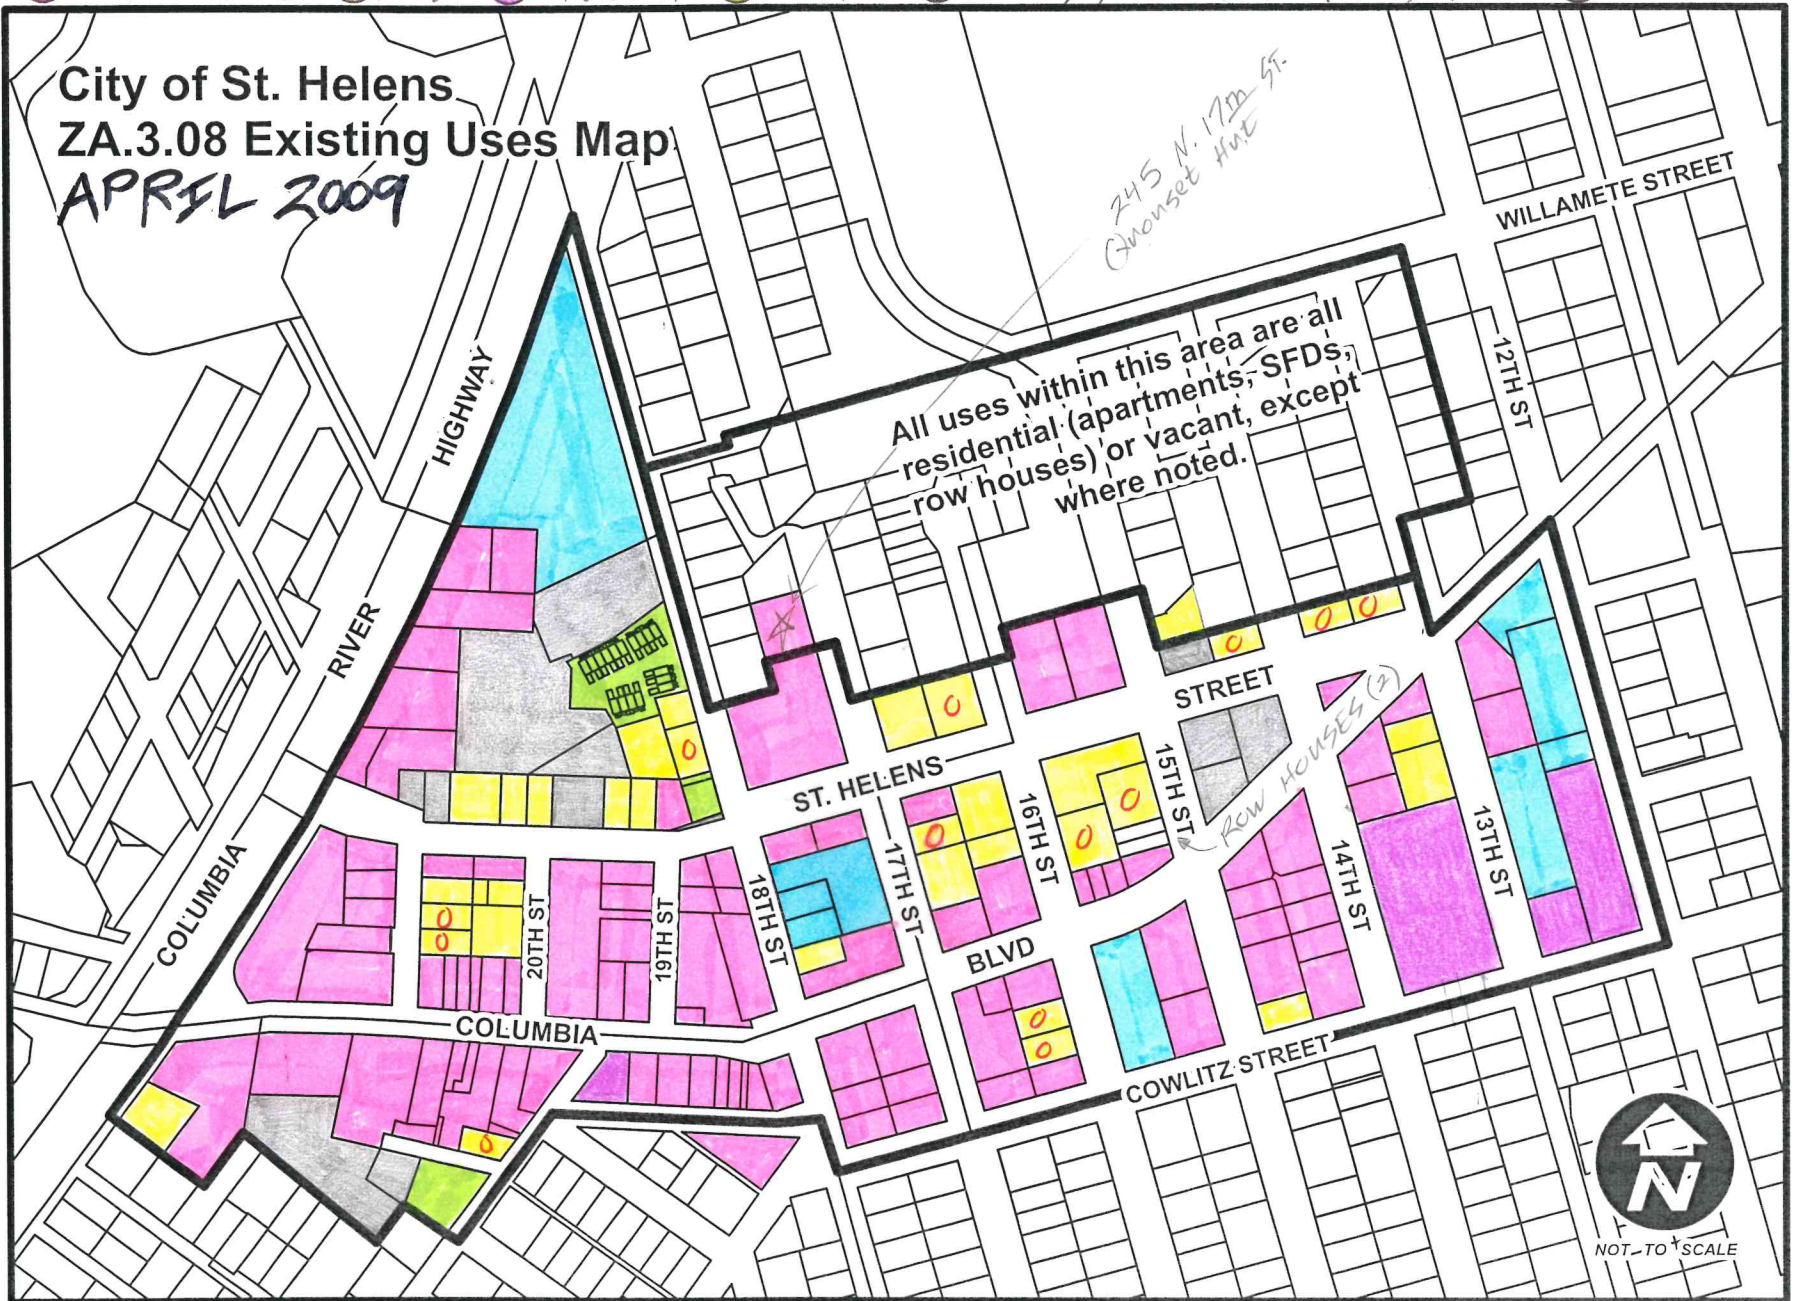 City of St. Helens
ZA.3.08 Existing Uses Map
APRIL 2009
245 N. 17th ST.
Quonset Hut
WILLAMETE STREET
HIGHWAY
12TH ST
All uses within this area are all
residential (apartments, SFDs,
row houses) or vacant, except
where noted.
RIVER
STREET
ROW HOUSES (2)
ST. HELENS
15TH ST
16TH ST
13TH ST
COLUMBIA
17TH ST
14TH ST
18TH ST
20TH ST
19TH ST
BLVD
COLUMBIA
COWLITZ STREET
N
NOT TO SCALE